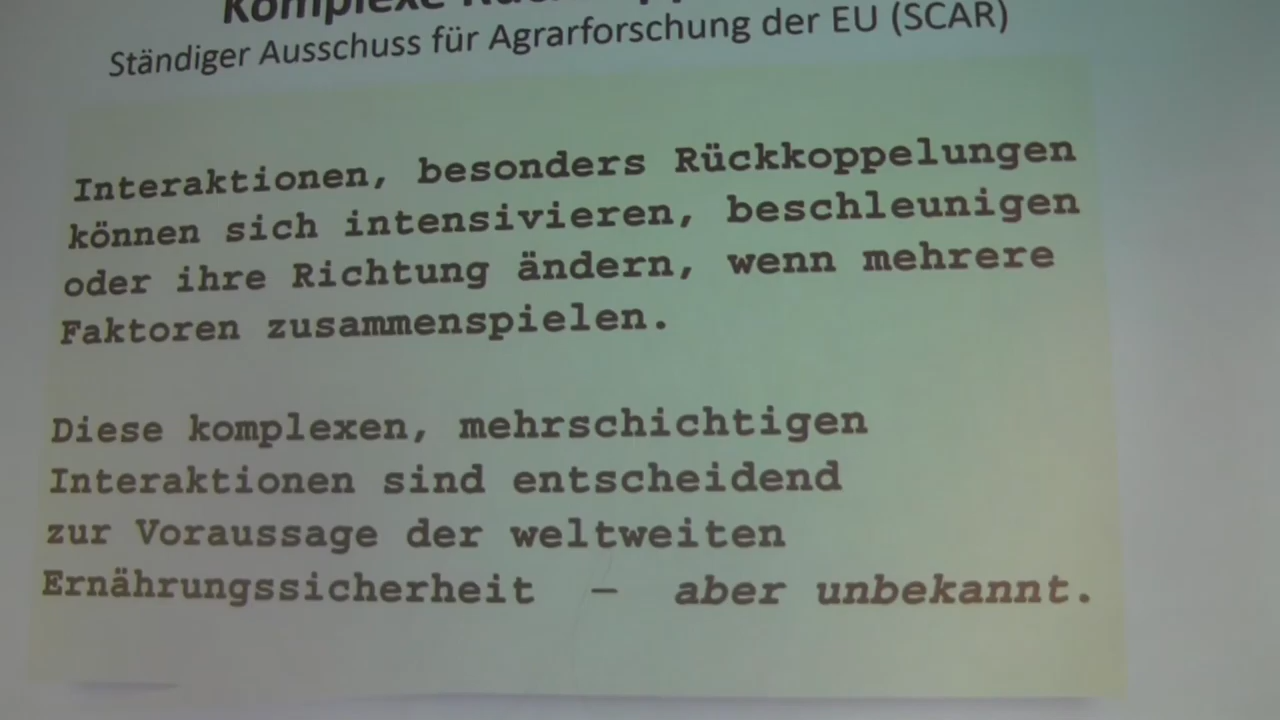 Komplexe
Ständiger Ausschuss für Agrarforschung der EU (SCAR)
Interaktionen, besonders Rückkoppelungen
können sich intensivieren, beschleunigen
oder ihre Richtung ändern, wenn mehrere
Faktoren zusammenspielen.
Diese komplexen, mehrschichtigen
Interaktionen sind entscheidend
zur Voraussage der weltweiten
Ernährungssicherheit – aber unbekannt.